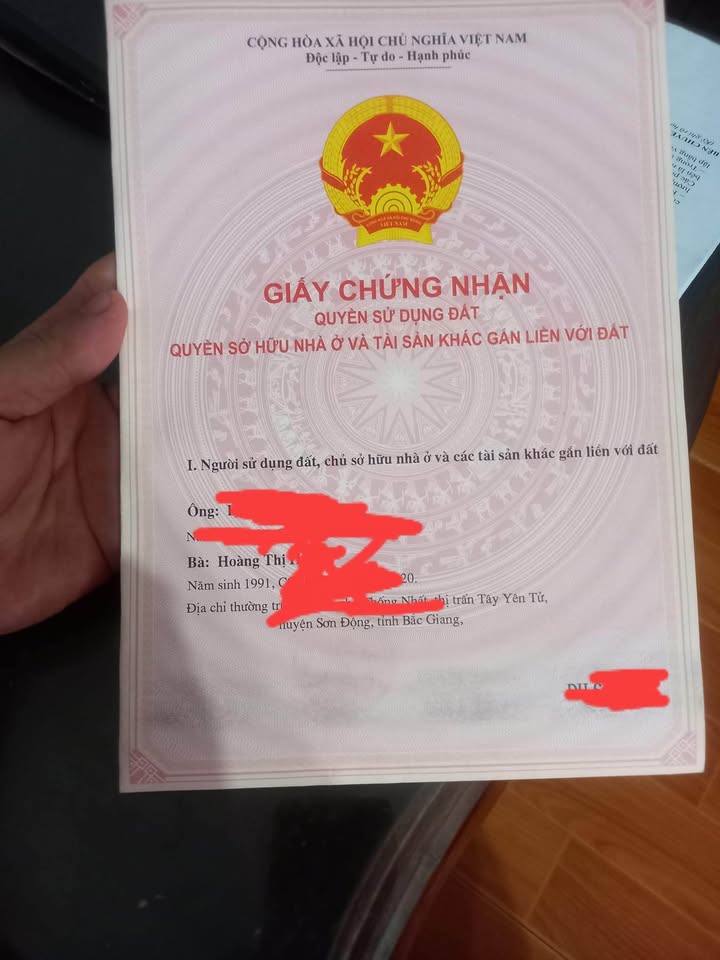 CỘNG HÒA XÃ HỘI CHỦ NGHĨA VIỆT NAM
Độc lập - Tự do - Hạnh phúc
VIỆT NAM
GIẤY CHỨNG NHẬN
QUYỀN SỬ DỤNG ĐẤT
QUYỀN SỞ HỮU NHÀ Ở VÀ TÀI SẢN KHÁC GẮN LIỀN VỚI ĐẤT
I. Người sử dụng đất, chủ sở hữu nhà ở và các tài sản khác gắn liền với đất
Ông:
Bà: Hoàng Thị
Năm sinh 1991, 20.
Địa chỉ thường Nhất, thị trấn Tây Yên Tử,
huyện Sơn Động, tỉnh Bắc Giang,